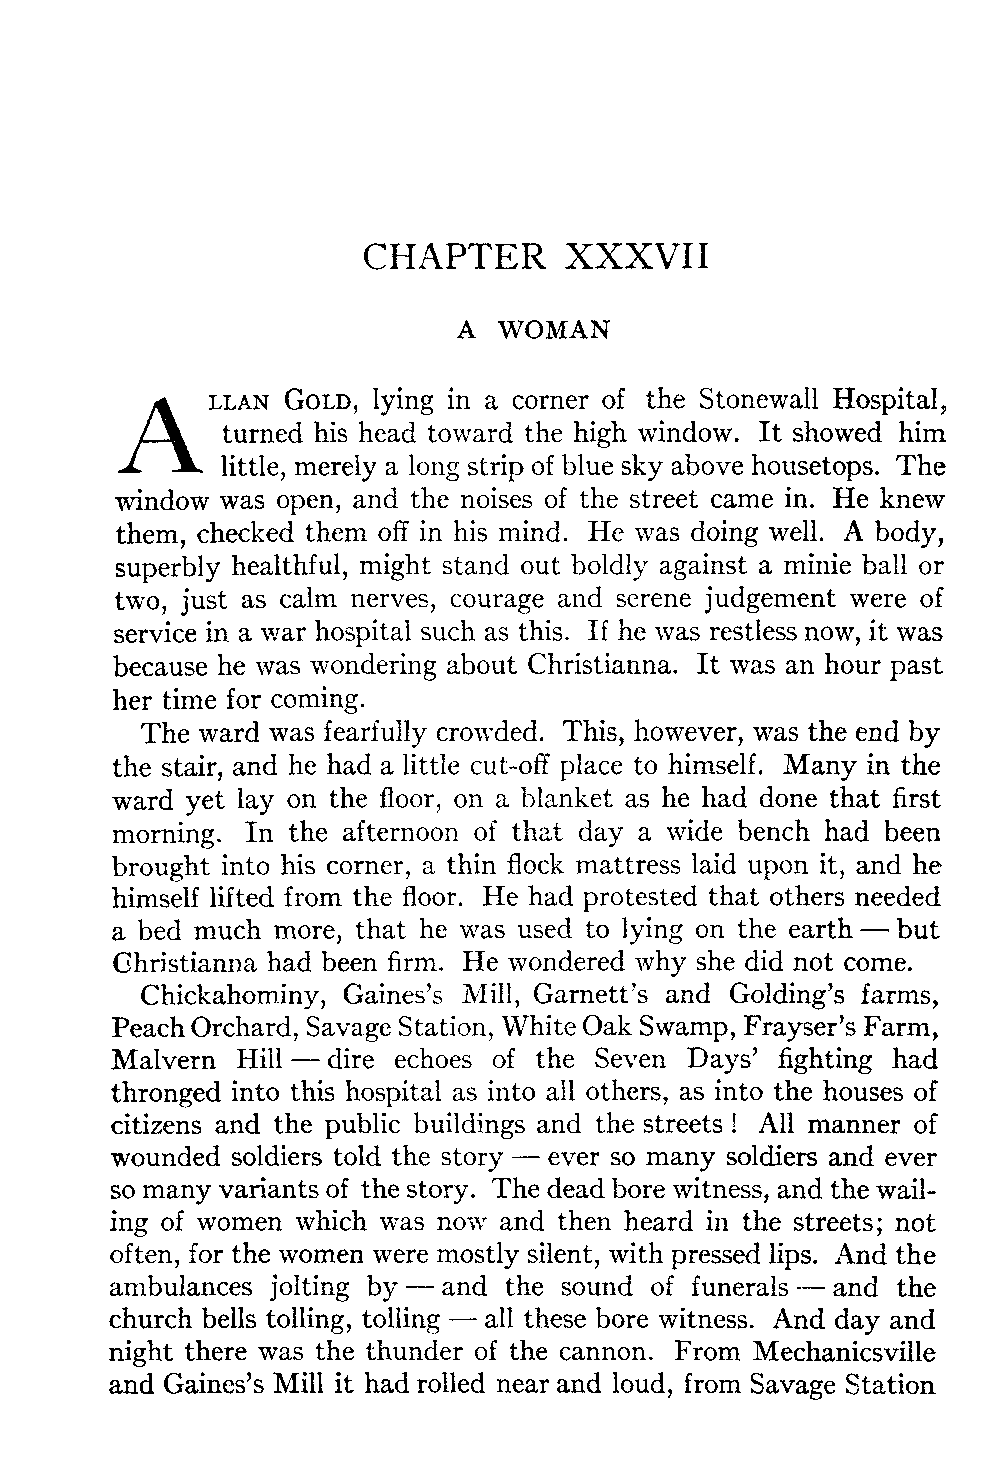 CHAPTER XXXVII
A WOMAN
ALLAN GOLD, lying in a corner of the Stonewall Hospital,
turned his head toward the high window. It showed him
little, merely a long strip of blue sky above housetops. The
window was open, and the noises of the street came in. He knew
them, checked them off in his mind. He was doing well. A body,
superbly healthful, might stand out boldly against a minie ball or
two, just as calm nerves, courage and serene judgement were of
service in a war hospital such as this. If he was restless now, it was
because he was wondering about Christianna. It was an hour past
her time for coming.
The ward was fearfully crowded. This, however, was the end by
the stair, and he had a little cut-off place to himself. Many in the
ward yet lay on the floor, on a blanket as he had done that first
morning. In the afternoon of that day a wide bench had been
brought into his corner, a thin flock mattress laid upon it, and he
himself lifted from the floor. He had protested that others needed
a bed much more, that he was used to lying on the earth — but
Christianna had been firm. He wondered why she did not come.
Chickahominy, Gaines's Mill, Garnett's and Golding's farms,
Peach Orchard, Savage Station, White Oak Swamp, Frayser's Farm,
Malvern Hill — dire echoes of the Seven Days' fighting had
thronged into this hospital as into all others, as into the houses of
citizens and the public buildings and the streets! All manner of
wounded soldiers told the story — ever so many soldiers and ever
so many variants of the story. The dead bore witness, and the wail-
ing of women which was now and then heard in the streets; not
often, for the women were mostly silent, with pressed lips. And the
ambulances jolting by — and the sound of funerals — and the
church bells tolling, tolling — all these bore witness. And day and
night there was the thunder of the cannon. From Mechanicsville
and Gaines's Mill it had rolled near and loud, from Savage Station